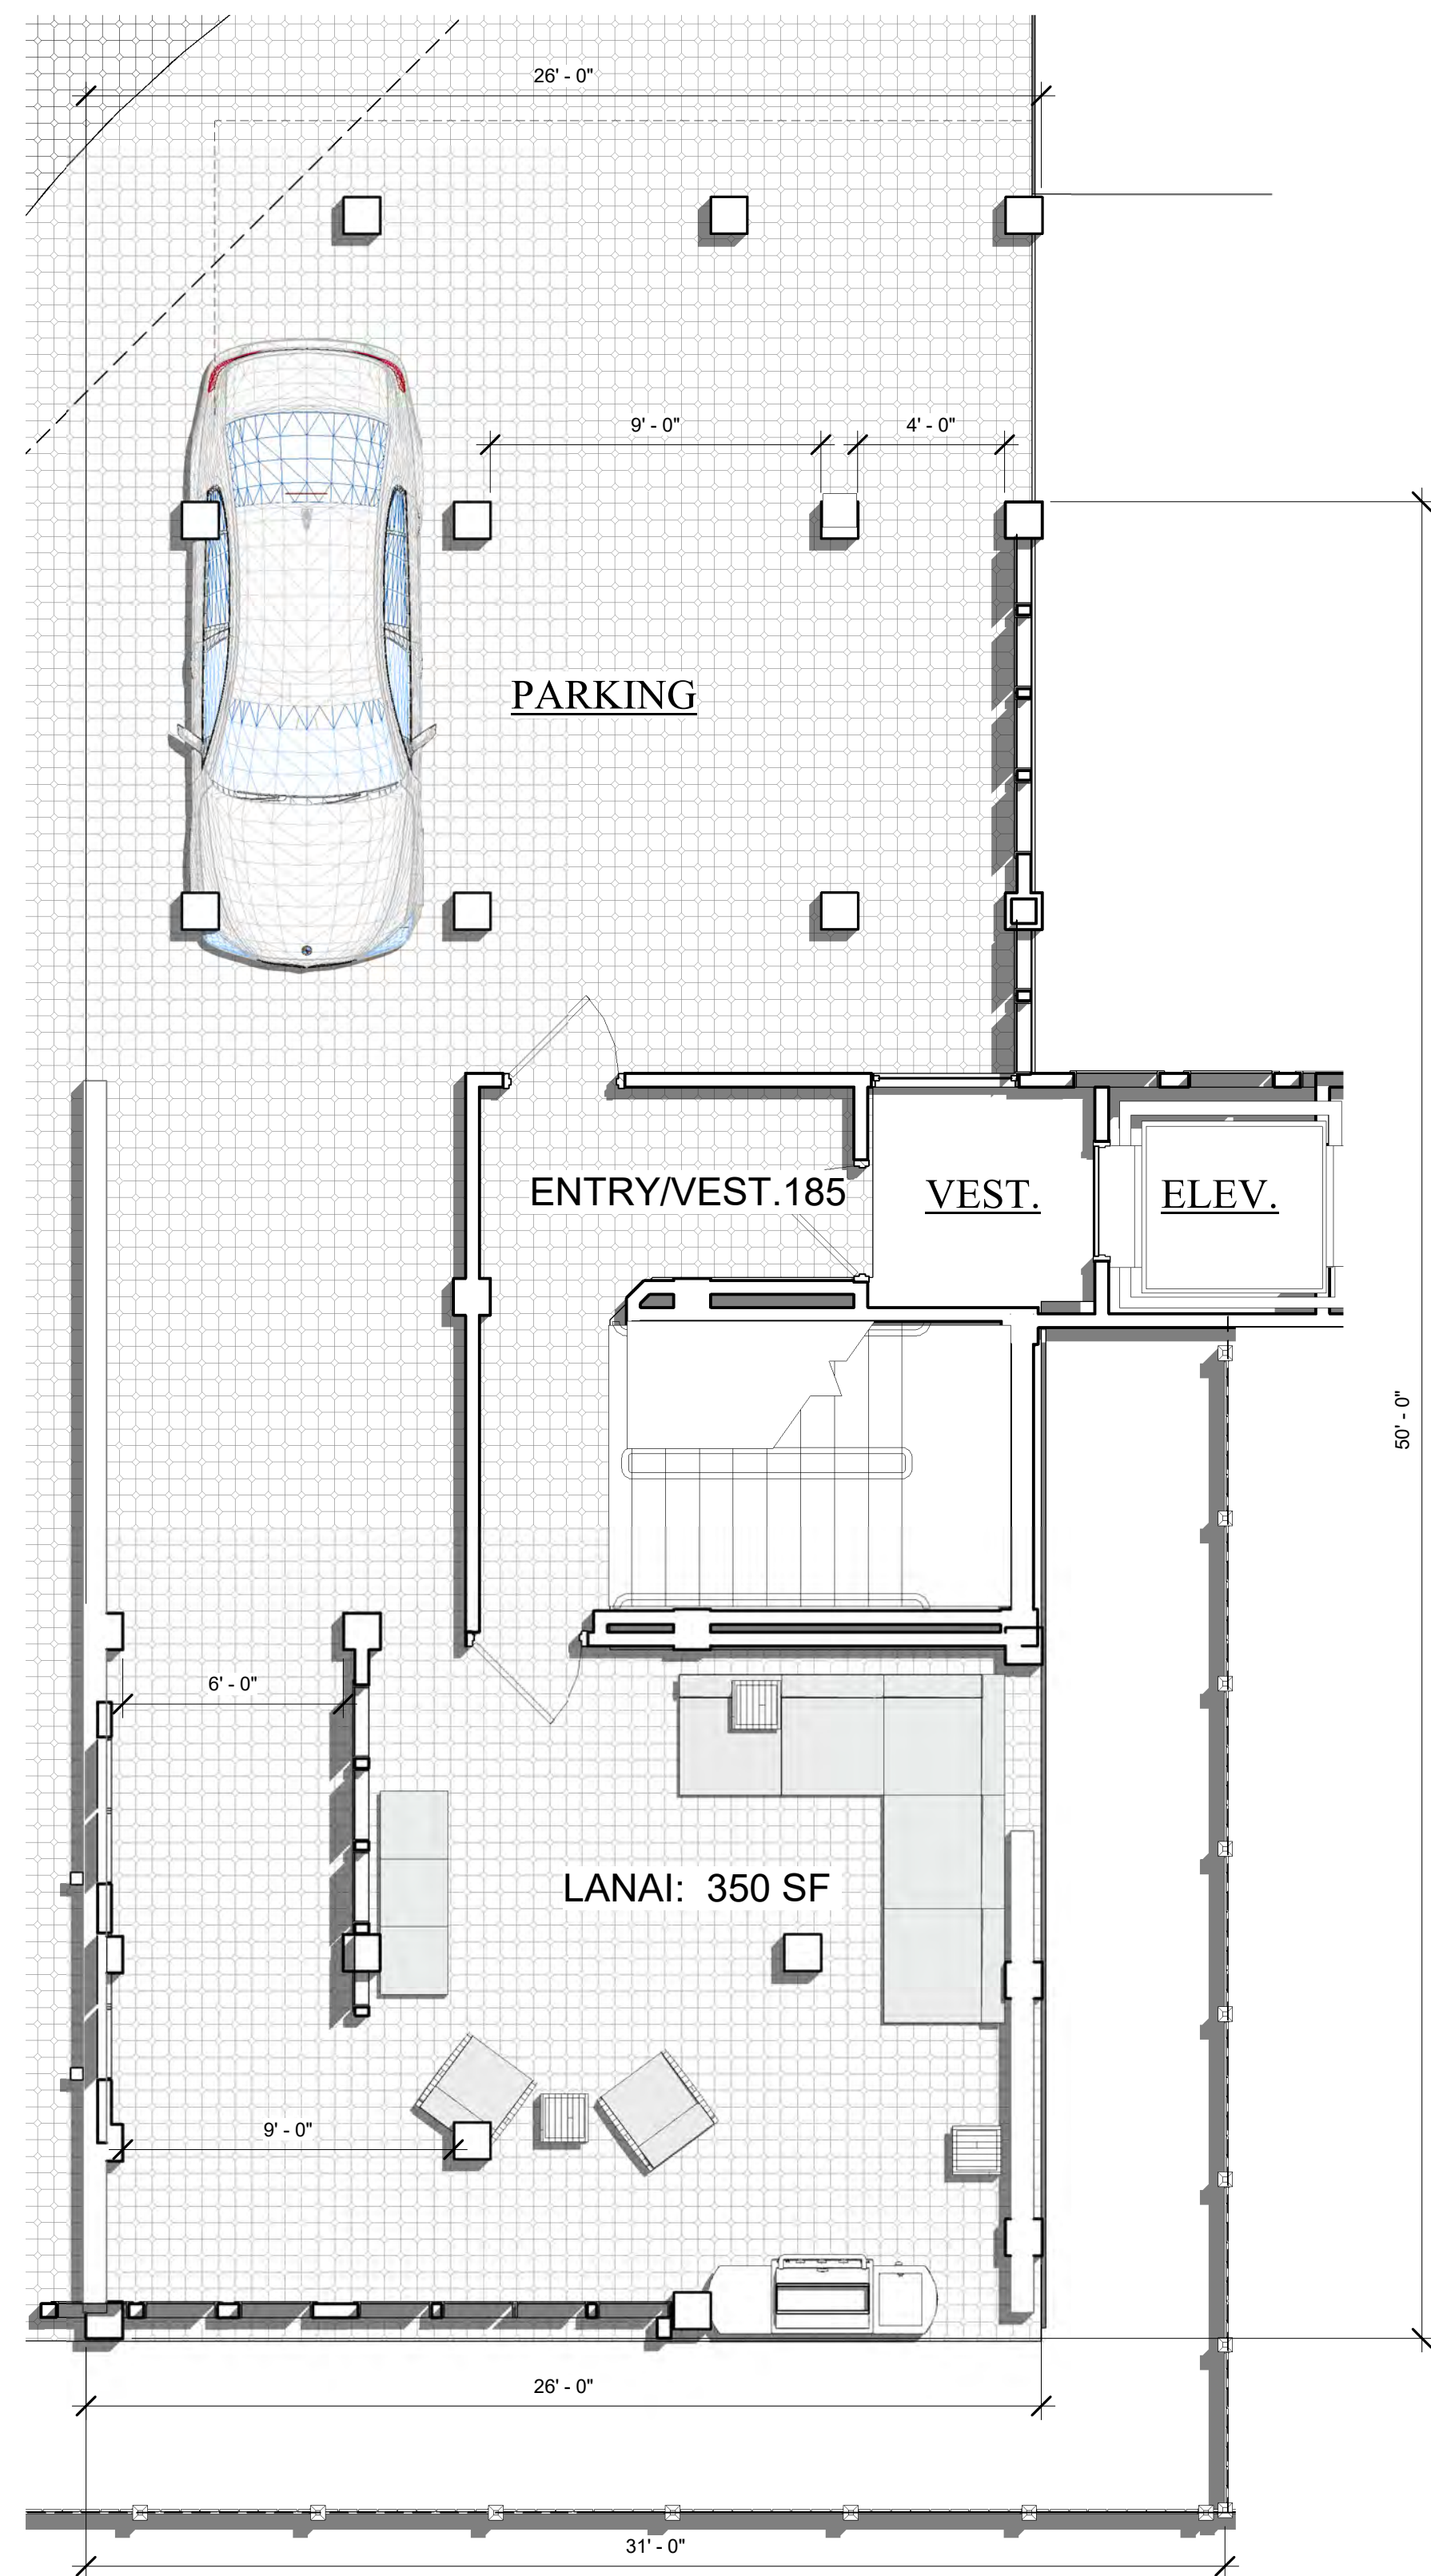 26' - 0"
9' - 0"
4' - 0"
PARKING
ENTRY/VEST.185
VEST.
ELEV.
50' - 0"
6' - 0"
LANAI: 350 SF
9' - 0"
26' - 0"
31' - 0"